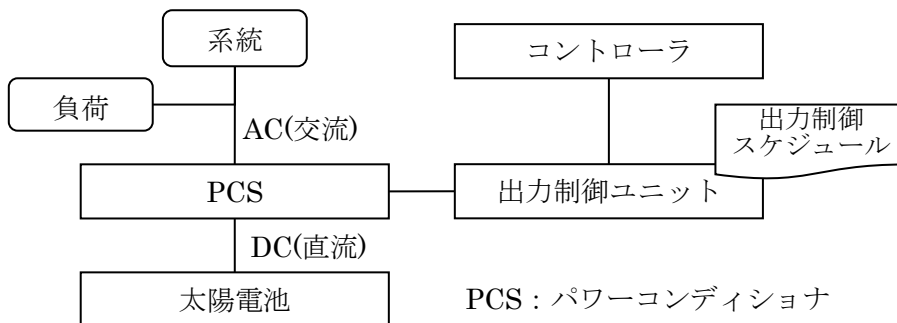 系統
コントローラ
負荷
出力制御
スケジュール
AC(交流)
PCS
出力制御ユニット
DC(直流)
太陽電池
PCS：パワーコンディショナ